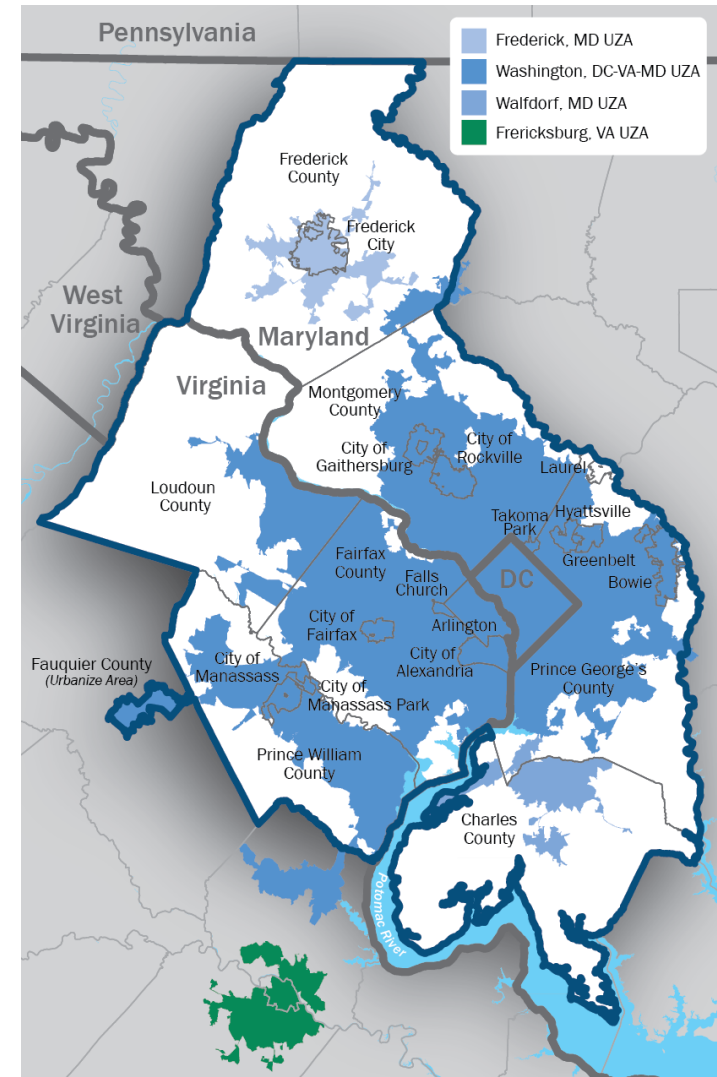 Pennsylvania
Frederick, MD UZA
Washington, DC-VA-MD UZA
Walfdorf, MD UZA
Frericksburg, VA UZA
Frederick
County
Frederick
City
West
Virginia
Maryland
Virginia
Montgomery
County
City of
Gaithersburg
City of
Rockville
Laurel
Loudoun
County
Takoma
Park
Hyattsville
Fairfax
County
Falls
Church
DC
Greenbelt
Bowie
City of
Fairfax
Arlington
City of
Alexandria
Fauquier County
(Urbanize Area)
City of
Manassass
City of
Manassass Park
Prince George's
County
Prince William
County
Charles
County
Potomac River